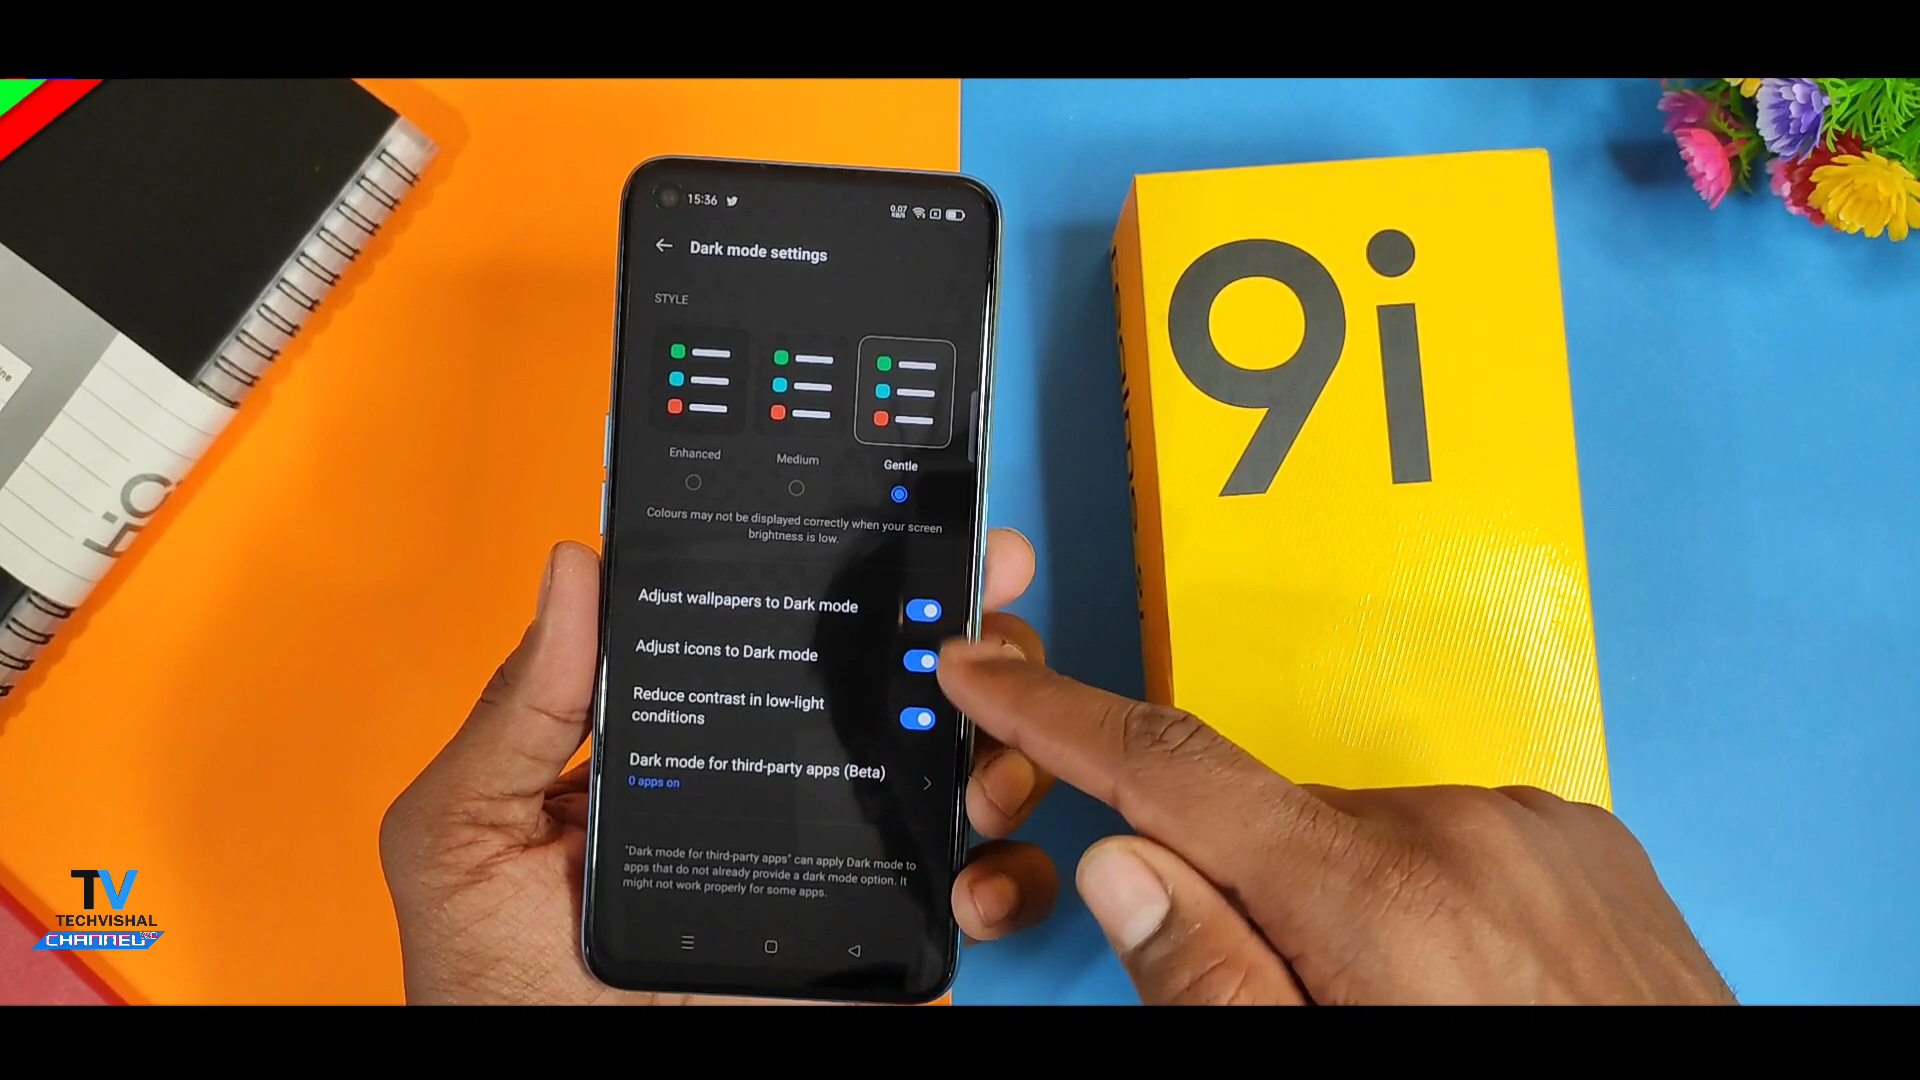 15:36
0.07
KB/S
Dark mode settings
STYLE
Enhanced
Medium
Gentle
Colours may not be displayed correctly when your screen
brightness is low.
Adjust wallpapers to Dark mode
Adjust icons to Dark mode
Reduce contrast in low-light
conditions
Dark mode for third-party apps (Beta)
0 apps on
"Dark mode for third-party apps" can apply Dark mode to
apps that do not already provide a dark mode option. It
might not work properly for some apps.
9i
TV
TECHVISHAL
CHANNEL